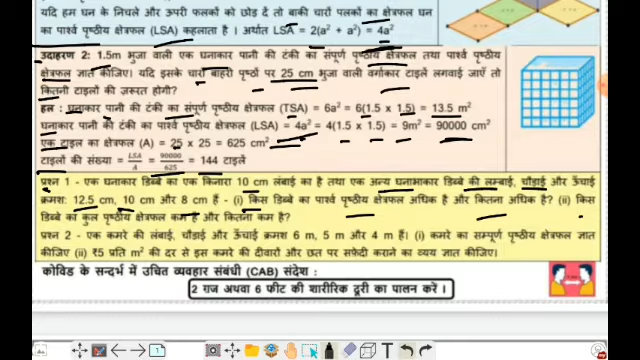 यदि हम घन के निचले और ऊपरी फलकों को छोड़ दें तो बाकी चारों पलकों का क्षेत्रफल घन
का पार्श्व पृष्ठीय क्षेत्रफल (LSA) कहलाता है । अर्थात LSA = 2(a² + a²) = 4a²
उदाहरण 2: 1.5m भुजा वाली एक घनाकार पानी की टंकी का संपूर्ण पृष्ठीय क्षेत्रफल तथा पार्श्व पृष्ठीय
क्षेत्रफल ज्ञात कीजिए। यदि इसके चारों बाहरी पृष्ठों पर 25 cm भुजा वाली वर्गाकार टाइलें लगवाई जाएँ तो
कितनी टाइलों की ज़रूरत होगी?
हल : घनाकार पानी की टंकी का संपूर्ण पृष्ठीय क्षेत्रफल (TSA) = 6a² = 6(1.5 × 1.5) = 13.5 m²
घनाकार पानी की टंकी का पार्श्व पृष्ठीय क्षेत्रफल (LSA) = 4a² = 4(1.5 × 1.5) = 9m² = 90000 cm²
एक टाइल का क्षेत्रफल (A) = 25 × 25 = 625 cm²
टाइलों की संख्या = LSA/A = 90000/625 = 144 टाइलें
प्रश्न 1 - एक घनाकार डिब्बे का एक किनारा 10 cm लंबाई का है तथा एक अन्य घनाभाकार डिब्बे की लम्बाई, चौड़ाई और ऊँचाई
क्रमश: 12.5 cm, 10 cm और 8 cm हैं - (i) किस डिब्बे का पार्श्व पृष्ठीय क्षेत्रफल अधिक है और कितना अधिक है? (ii) किस
डिब्बे का कुल पृष्ठीय क्षेत्रफल कम है और कितना कम है?
प्रश्न 2 - एक कमरे की लंबाई, चौड़ाई और ऊँचाई क्रमश 6 m, 5 m और 4 m हैं। (i) कमरे का सम्पूर्ण पृष्ठीय क्षेत्रफल ज्ञात
कीजिए (ii) ₹5 प्रति m² की दर से इस कमरे की दीवारों और छत पर सफ़ेदी कराने का व्यय ज्ञात कीजिए।
कोविड के सन्दर्भ में उचित व्यवहार संबंधी (CAB) संदेश :
2 गज अथवा 6 फीट की शारीरिक दूरी का पालन करें ।